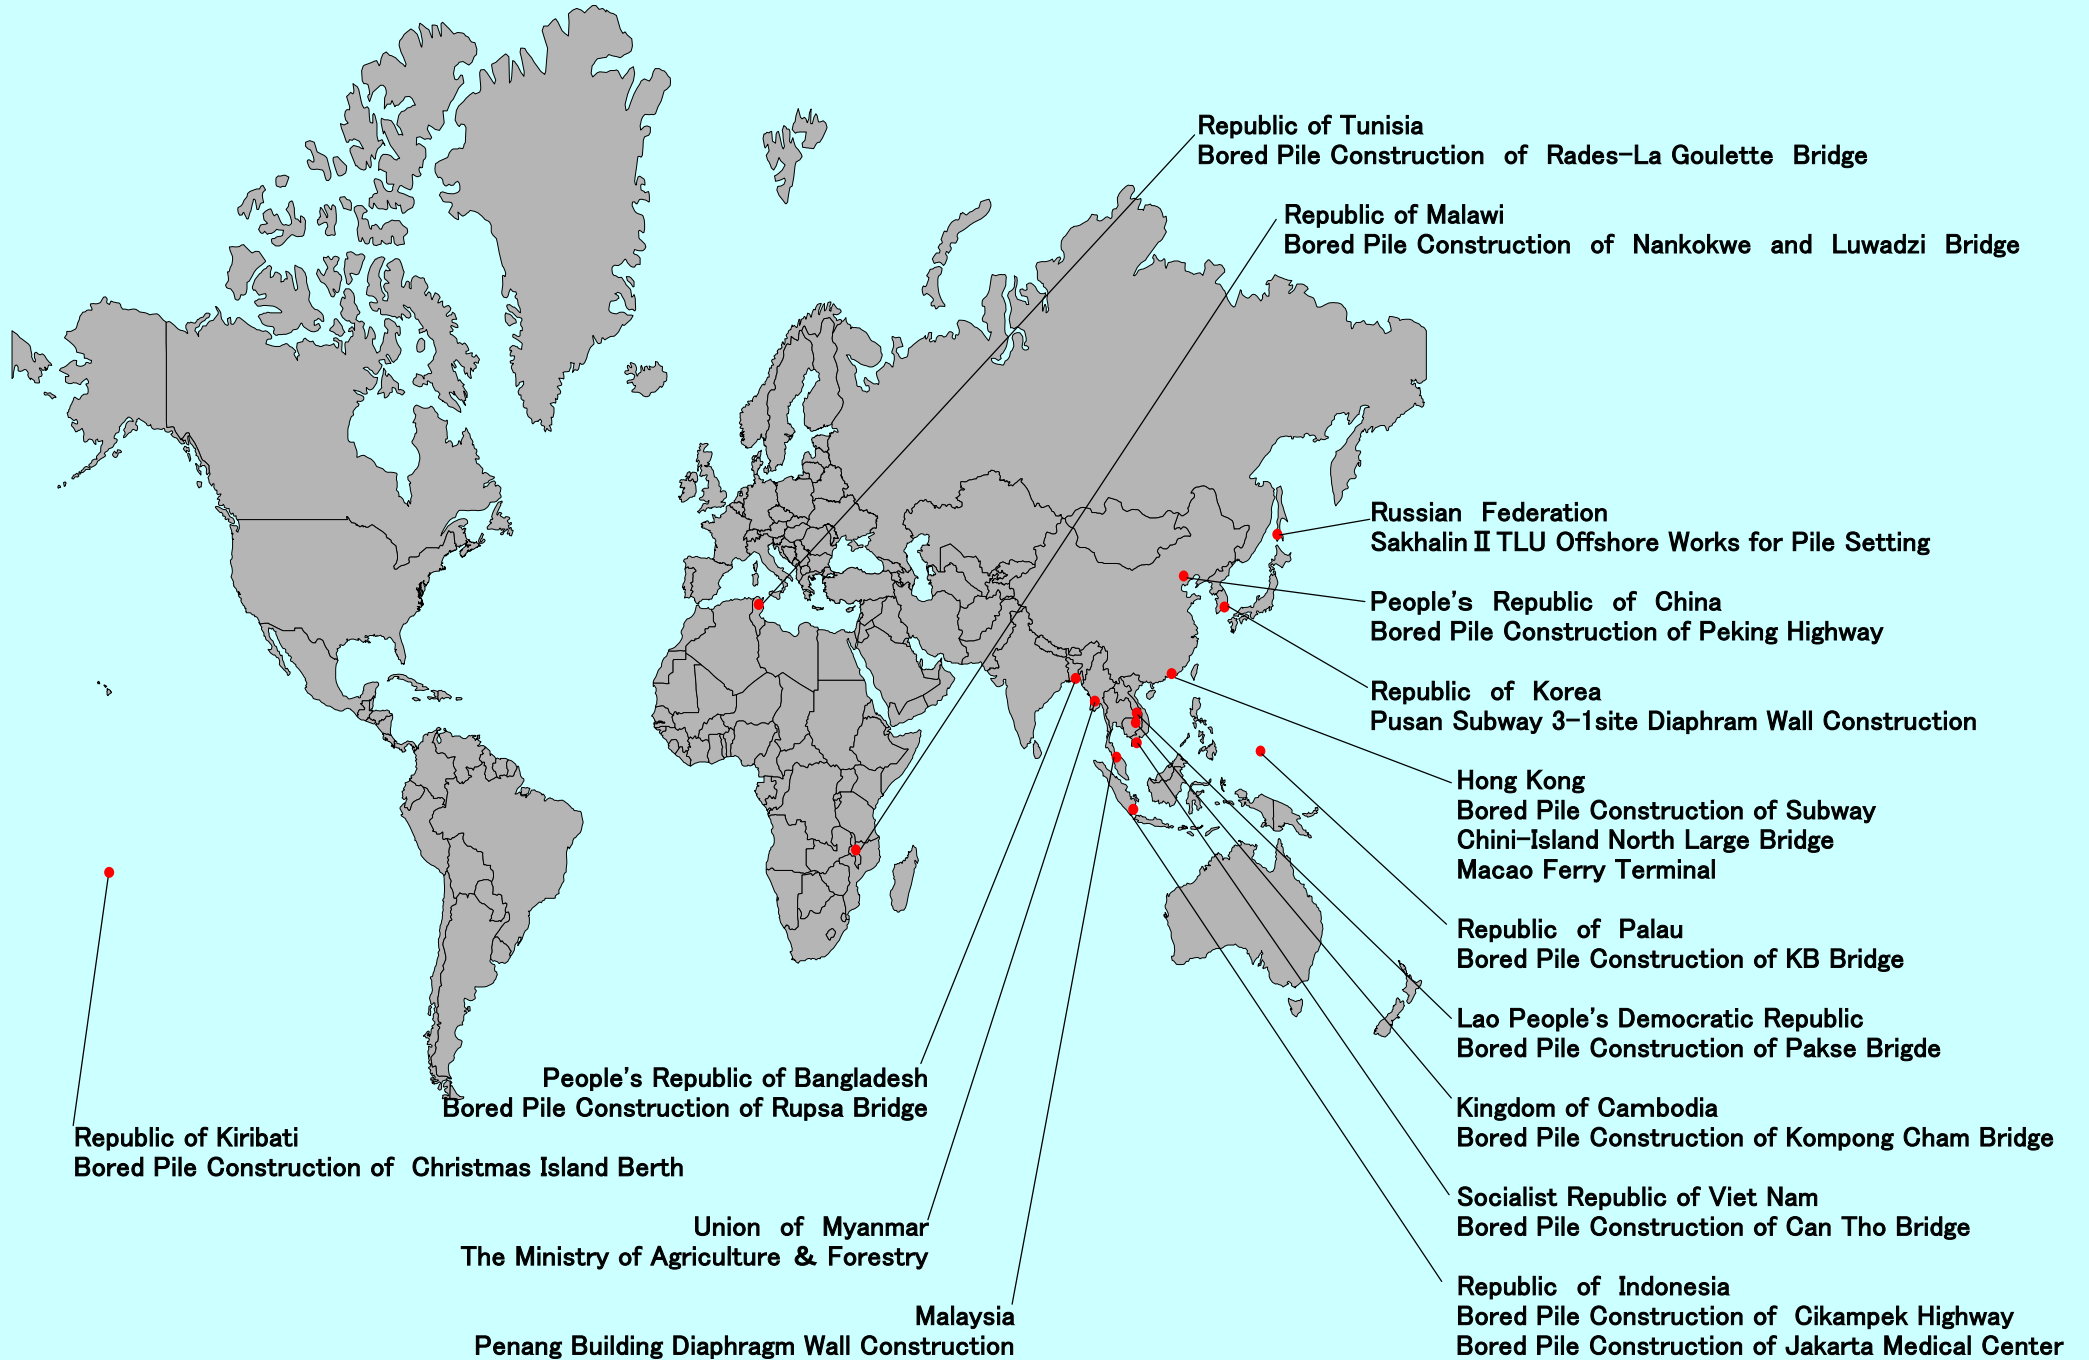 Republic of Tunisia
Bored Pile Construction of Rades-La Goulette Bridge
Republic of Malawi
Bored Pile Construction of Nankokwe and Luwadzi Bridge
Russian Federation
Sakhalin Ⅱ TLU Offshore Works for Pile Setting
People's Republic of China
Bored Pile Construction of Peking Highway
Republic of Korea
Pusan Subway 3-1site Diaphram Wall Construction
Hong Kong
Bored Pile Construction of Subway
Chini-Island North Large Bridge
Macao Ferry Terminal
Republic of Palau
Bored Pile Construction of KB Bridge
Lao People's Democratic Republic
Bored Pile Construction of Pakse Brigde
Kingdom of Cambodia
Bored Pile Construction of Kompong Cham Bridge
Socialist Republic of Viet Nam
Bored Pile Construction of Can Tho Bridge
Republic of Indonesia
Bored Pile Construction of Cikampek Highway
Bored Pile Construction of Jakarta Medical Center
People's Republic of Bangladesh
Bored Pile Construction of Rupsa Bridge
Republic of Kiribati
Bored Pile Construction of Christmas Island Berth
Union of Myanmar
The Ministry of Agriculture & Forestry
Malaysia
Penang Building Diaphragm Wall Construction